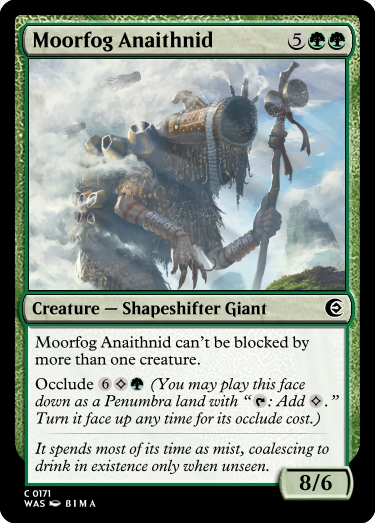 Moorfog Anaithnid 5
Creature — Shapeshifter Giant
Moorfog Anaithnid can't be blocked by
more than one creature.
Occlude 6 (You may play this face
down as a Penumbra land with “: Add .”
Turn it face up any time for its occlude cost.)
It spends most of its time as mist, coalescing to
drink in existence only when unseen.
8/6
C 0171
WAS BIMA